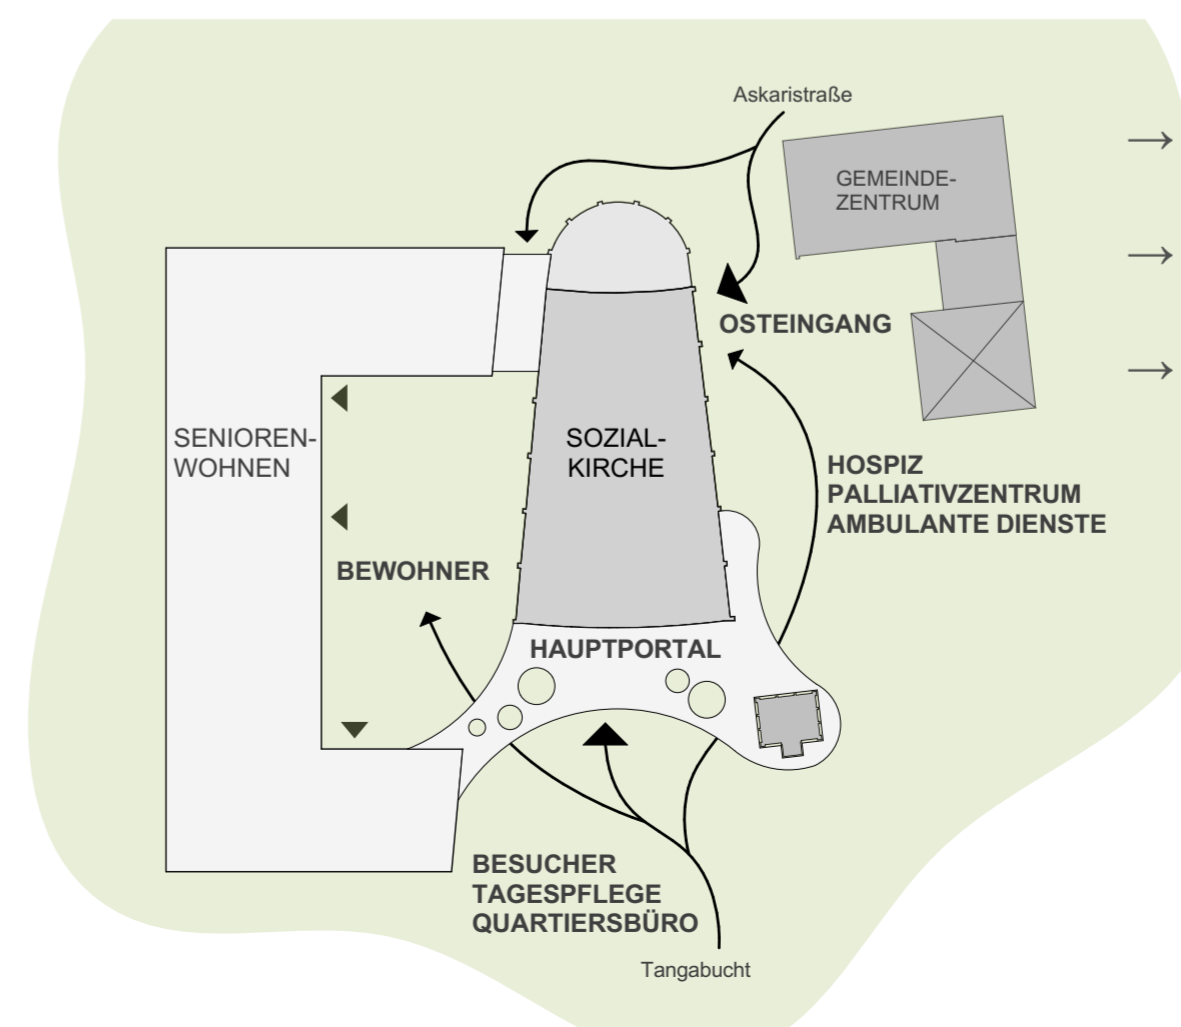 Askaristraße
GEMEINDE-
ZENTRUM
OSTEINGANG
SENIOREN-
WOHNEN
SOZIAL-
KIRCHE
HOSPIZ
PALLIATIVZENTRUM
AMBULANTE DIENSTE
BEWOHNER
HAUPTPORTAL
BESUCHER
TAGESPFLEGE
QUARTIERSBÜRO
Tangabucht